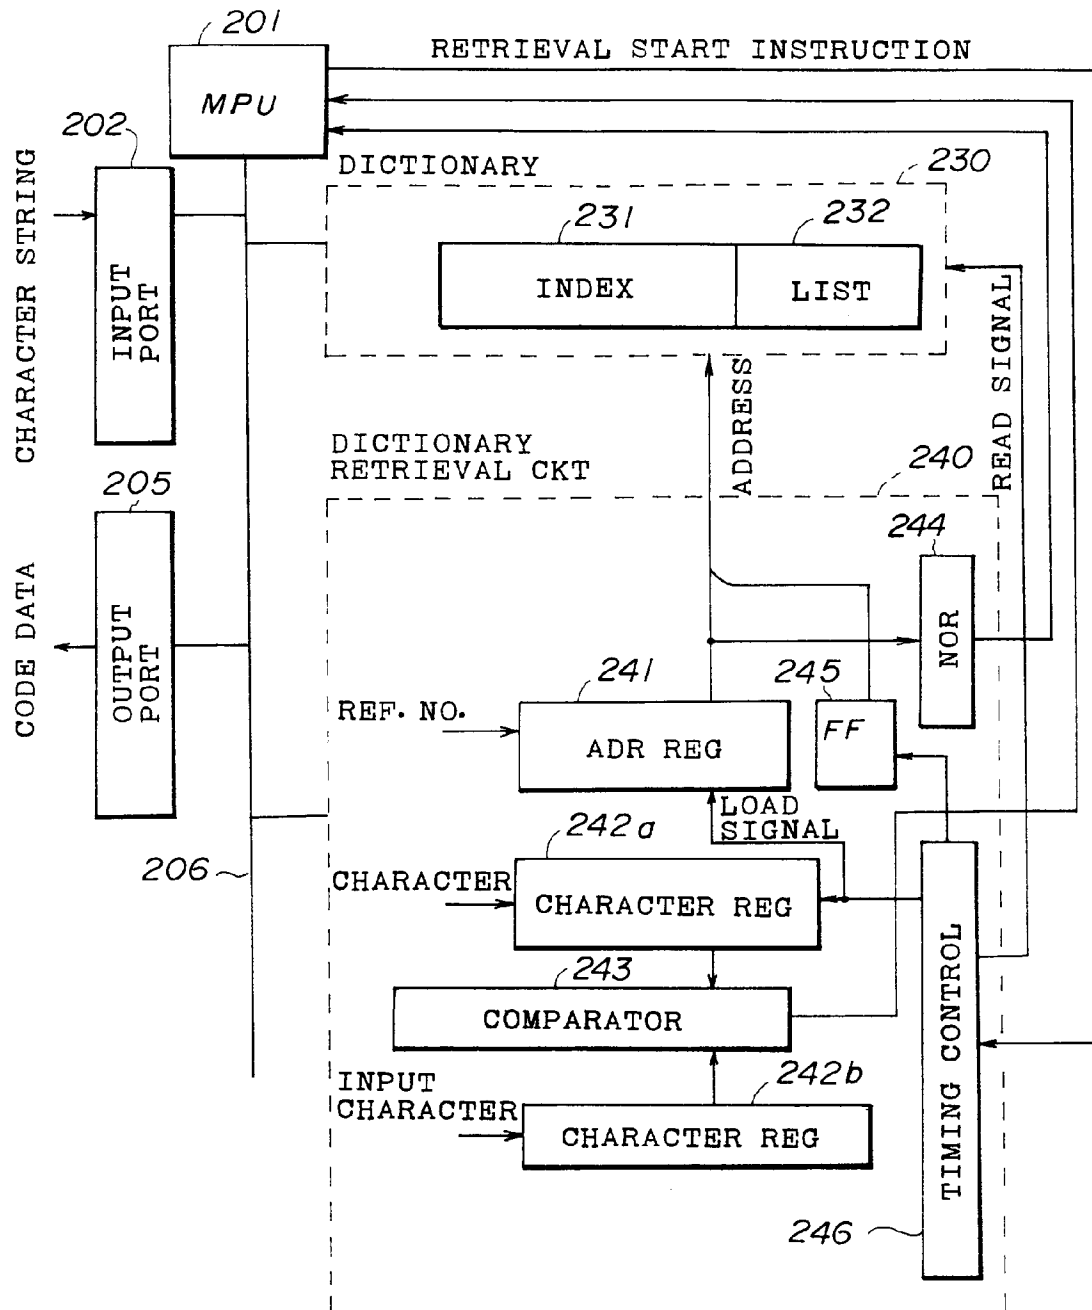 201
RETRIEVAL START INSTRUCTION
MPU
202
CHARACTER STRING
INPUT
PORT
DICTIONARY
230
231
232
INDEX
LIST
READ SIGNAL
ADDRESS
DICTIONARY
RETRIEVAL CKT
240
205
CODE DATA
OUTPUT
PORT
244
NOR
241
245
REF. NO.
ADR REG
FF
LOAD
SIGNAL
242a
206
CHARACTER
CHARACTER REG
243
COMPARATOR
TIMING CONTROL
242b
INPUT
CHARACTER
CHARACTER REG
246